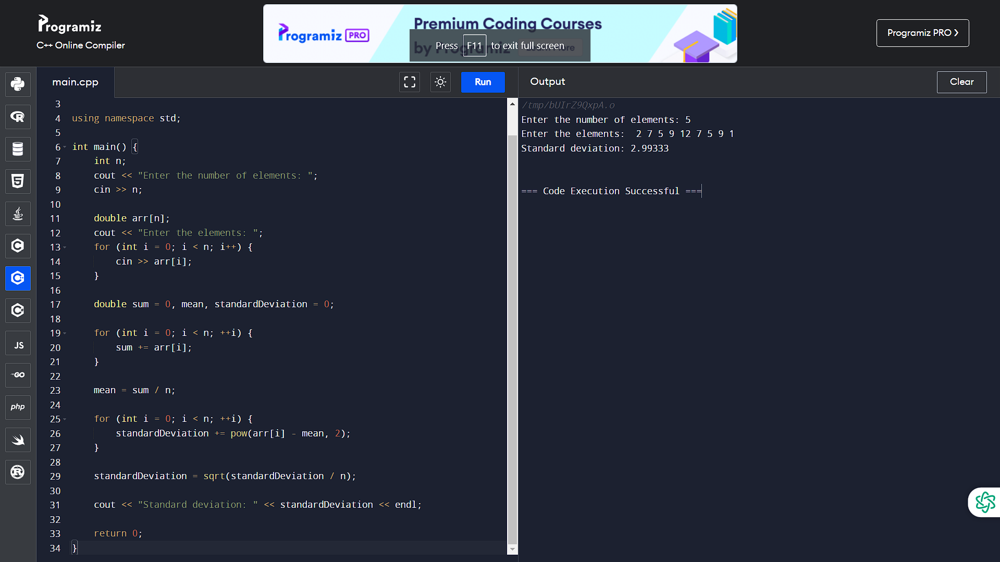 Programiz
C++ Online Compiler
Programiz PRO
Premium Coding Courses
by Programiz
Press F11 to exit full screen
Programiz PRO ❯
main.cpp
Run
Output
Clear
3
4 using namespace std;
5
6 int main() {
7 int n;
8 cout << "Enter the number of elements: ";
9 cin >> n;
10
11 double arr[n];
12 cout << "Enter the elements: ";
13 for (int i = 0; i < n; i++) {
14 cin >> arr[i];
15 }
16
17 double sum = 0, mean, standardDeviation = 0;
18
19 for (int i = 0; i < n; ++i) {
20 sum += arr[i];
21 }
22
23 mean = sum / n;
24
25 for (int i = 0; i < n; ++i) {
26 standardDeviation += pow(arr[i] - mean, 2);
27 }
28
29 standardDeviation = sqrt(standardDeviation / n);
30
31 cout << "Standard deviation: " << standardDeviation << endl;
32
33 return 0;
34 }
/tmp/bUIrZ9QxpA.o
Enter the number of elements: 5
Enter the elements:  2 7 5 9 12 7 5 9 1
Standard deviation: 2.99333
=== Code Execution Successful ===
R
5
C
C+
C#
JS
GO
php
R